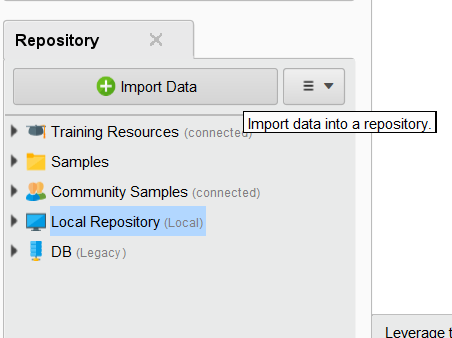 Repository
Import Data
Import data into a repository.
Training Resources (connected)
Samples
Community Samples (connected)
Local Repository (Local)
DB (Legacy)
Leverage t